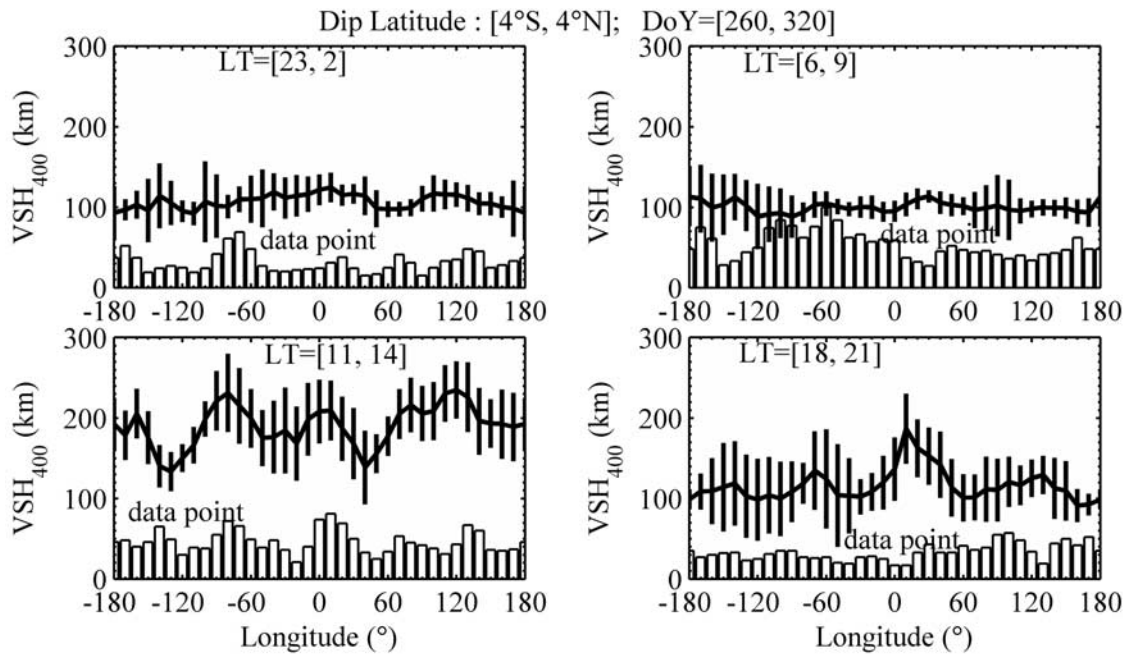 Dip Latitude : [4°S, 4°N];   DoY=[260, 320]
LT=[23, 2]
VSH400 (km)
300
200
100
0
data point
-180 -120 -60 0 60 120 180
LT=[6, 9]
VSH400 (km)
300
200
100
0
data point
-180 -120 -60 0 60 120 180
LT=[11, 14]
VSH400 (km)
300
200
100
0
data point
-180 -120 -60 0 60 120 180
Longitude (°)
LT=[18, 21]
VSH400 (km)
300
200
100
0
data point
-180 -120 -60 0 60 120 180
Longitude (°)